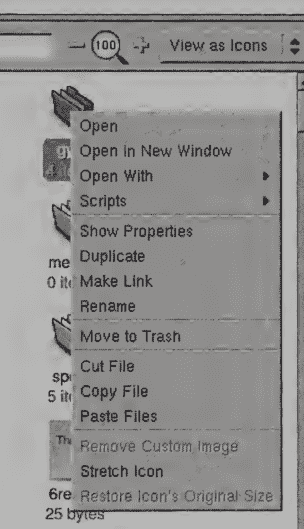 100
View as Icons
Open
Open in New Window
Open With
Scripts
Show Properties
Duplicate
Make Link
Rename
Move to Trash
Cut File
Copy File
Paste Files
Remove Custom Image
Stretch Icon
Restore Icon's Original Size
me
0 it
sp
5 it
Th
6re
25 bytes